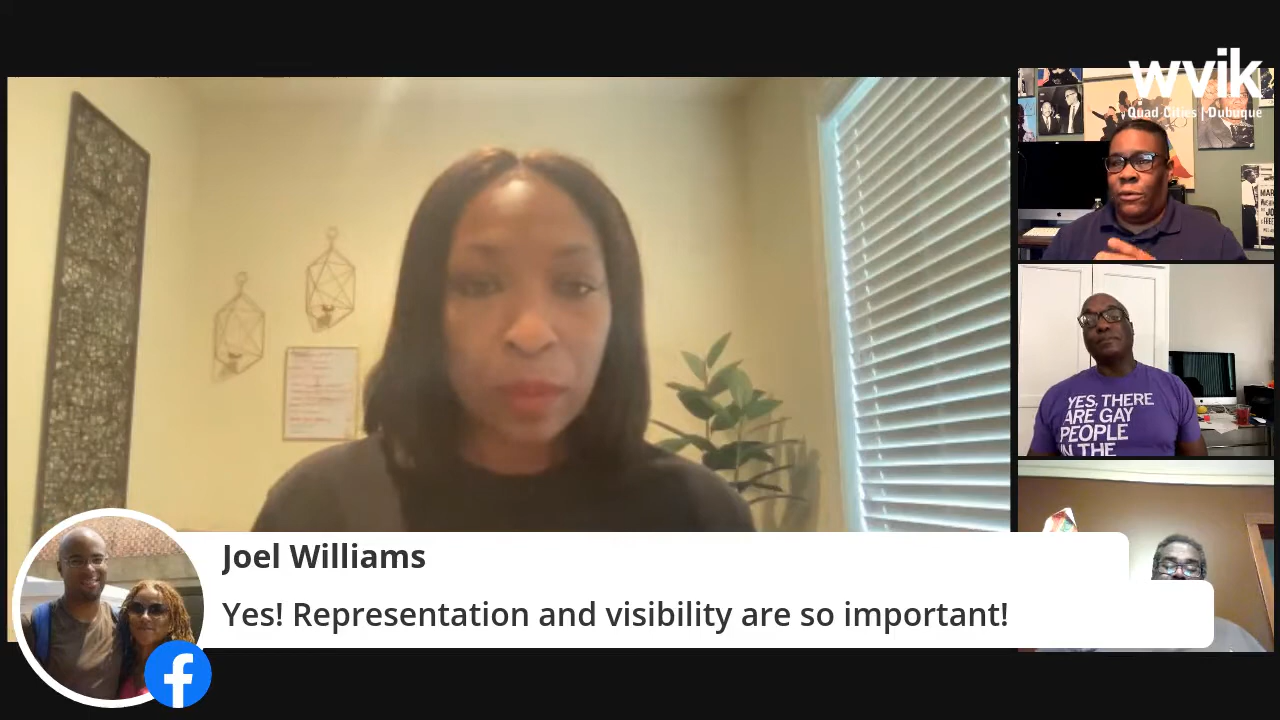 wvik
Quad Cities | Dubuque
YES, THERE
ARE GAY
PEOPLE
IN THE
Joel Williams
Yes! Representation and visibility are so important!